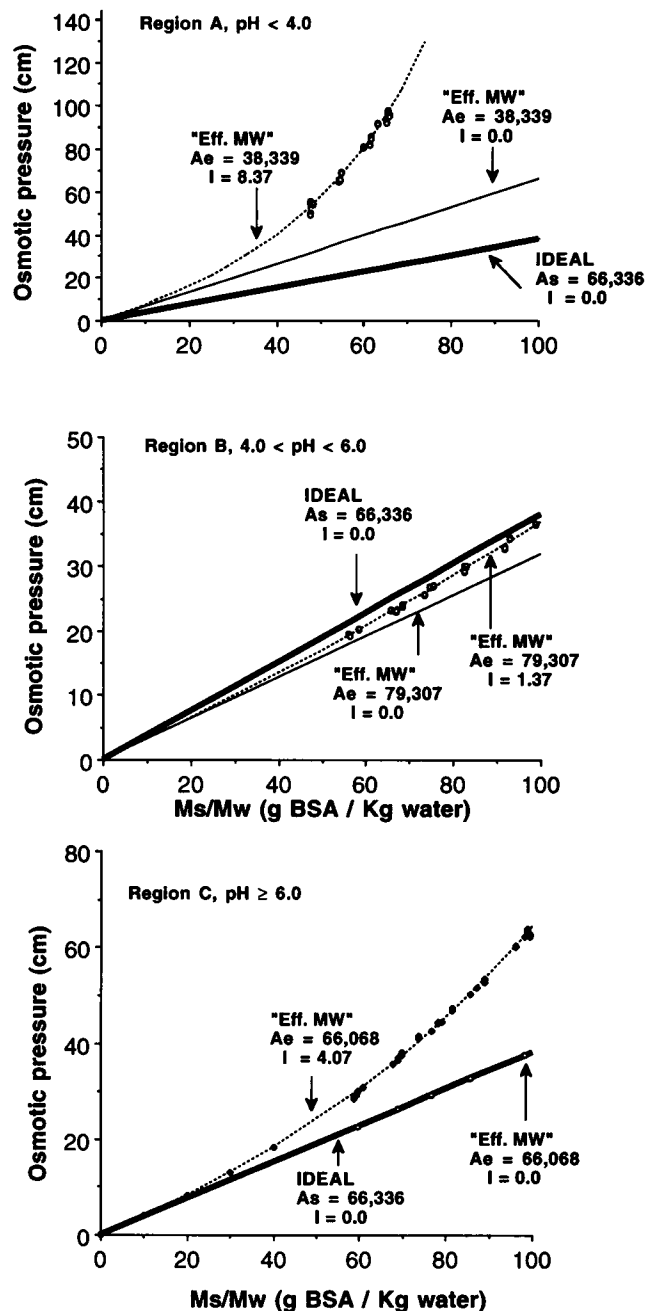 Region A, pH < 4.0
Osmotic pressure (cm)
140
120
100
80
60
40
20
0
"Eff. MW"
Ae = 38,339
I = 8.37
"Eff. MW"
Ae = 38,339
I = 0.0
IDEAL
As = 66,336
I = 0.0
0 20 40 60 80 100
Region B, 4.0 < pH < 6.0
Osmotic pressure (cm)
50
40
30
20
10
0
IDEAL
As = 66,336
I = 0.0
"Eff. MW"
Ae = 79,307
I = 0.0
"Eff. MW"
Ae = 79,307
I = 1.37
0 20 40 60 80 100
Ms/Mw (g BSA / Kg water)
Region C, pH ≥ 6.0
Osmotic pressure (cm)
80
60
40
20
0
"Eff. MW"
Ae = 66,068
I = 4.07
IDEAL
As = 66,336
I = 0.0
"Eff. MW"
Ae = 66,068
I = 0.0
0 20 40 60 80 100
Ms/Mw (g BSA / Kg water)